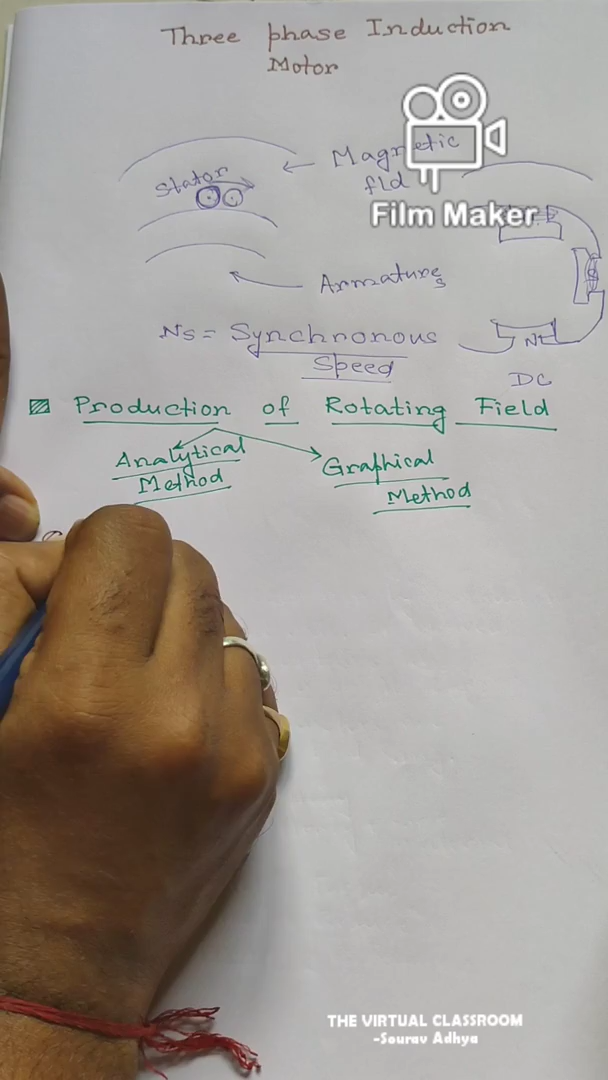 Three phase Induction
Motor
Magnetic
fld
Stator
Film Maker
Armature
Ns = Synchronous
Speed
N
DC
Production of Rotating Field
Analytical
Method
Graphical
Method
THE VIRTUAL CLASSROOM
-Sourav Adhya